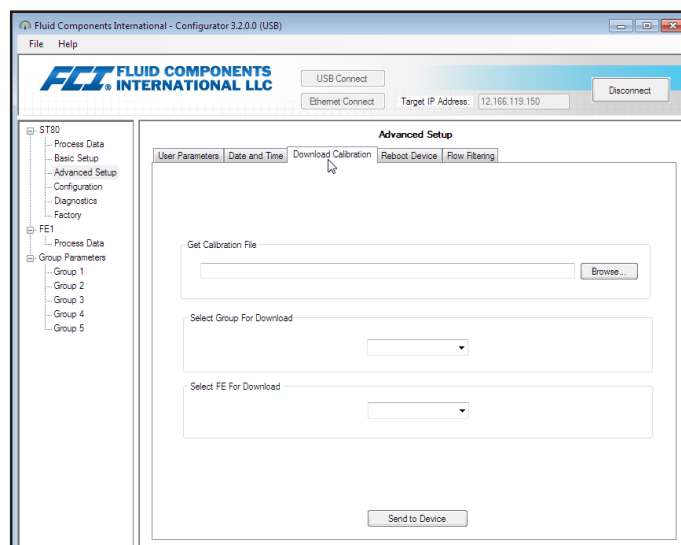 Fluid Components International - Configurator 3.2.0.0 (USB)
File Help
FCI FLUID COMPONENTS
® INTERNATIONAL LLC
USB Connect
Ethernet Connect
Target IP Address: 12.166.119.150
Disconnect
ST80
Process Data
Basic Setup
Advanced Setup
Configuration
Diagnostics
Factory
FE1
Process Data
Group Parameters
Group 1
Group 2
Group 3
Group 4
Group 5
Advanced Setup
User Parameters Date and Time Download Calibration Reboot Device Flow Filtering
Get Calibration File
Browse...
Select Group For Download
Select FE For Download
Send to Device